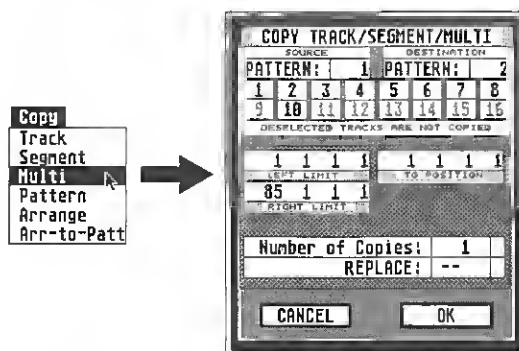 Copy
Track
Segment
Multi
Pattern
Arrange
Arr-to-Patt
COPY TRACK/SEGMENT/MULTI
SOURCE DESTINATION
PATTERN: 1 PATTERN: 2
1 2 3 4 5 6 7 8
9 10 11 12 13 14 15 16
DESELECTED TRACKS ARE NOT COPIED
1 1 1 1 1 1 1 1
LEFT LIMIT TO POSITION
85 1 1 1
RIGHT LIMIT
Number of Copies: 1
REPLACE: --
CANCEL OK